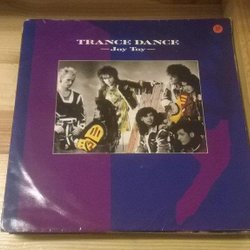 TRANCE DANCE
— Joy Toy —